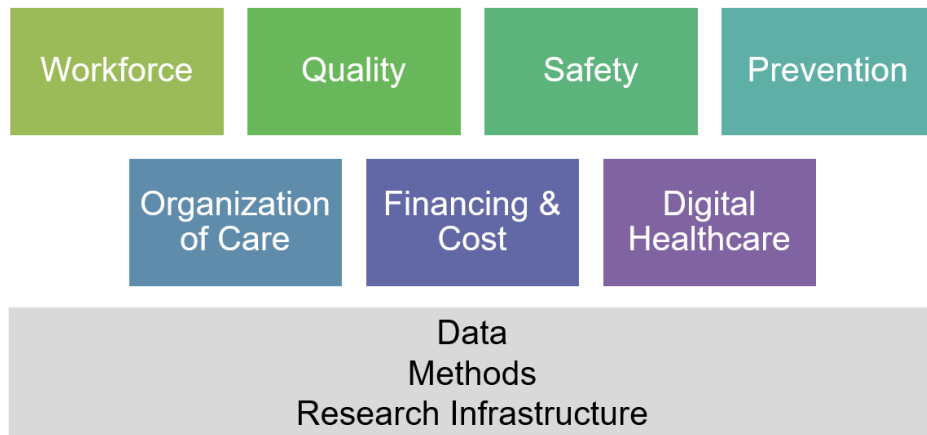 Workforce
Quality
Safety
Prevention
Organization
of Care
Financing &
Cost
Digital
Healthcare
Data
Methods
Research Infrastructure